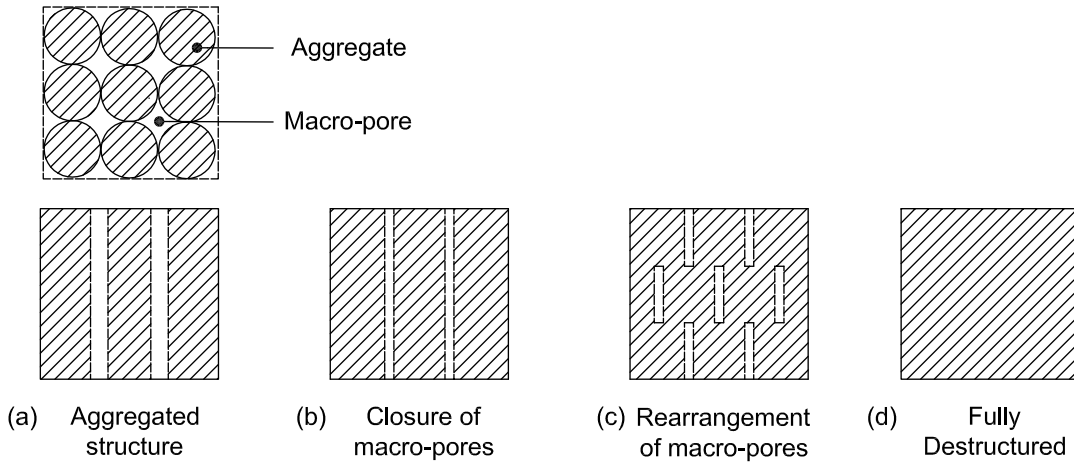 Aggregate
Macro-pore
(a) Aggregated
structure
(b) Closure of
macro-pores
(c) Rearrangement
of macro-pores
(d) Fully
Destructured